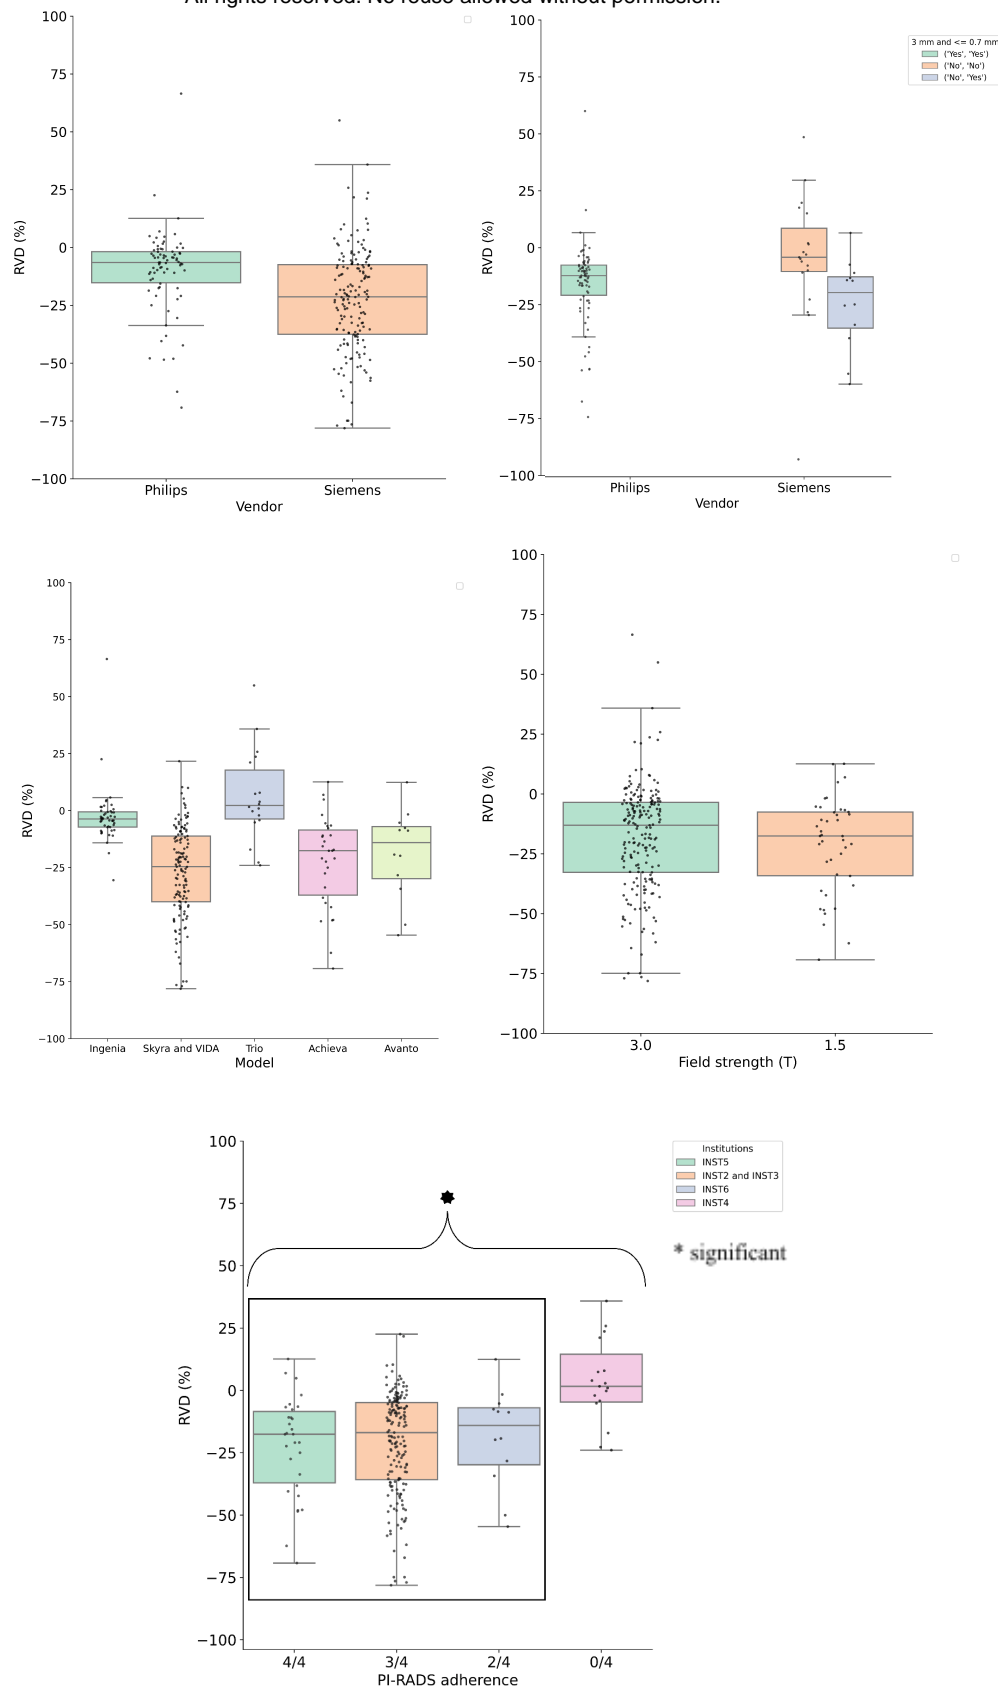 All rights reserved. No reuse allowed without permission.
100
75
50
25
0
−25
−50
−75
−100
RVD (%)
Philips
Siemens
Vendor
100
75
50
25
0
−25
−50
−75
−100
RVD (%)
3 mm and <= 0.7 mm
('Yes', 'Yes')
('No', 'No')
('No', 'Yes')
Philips
Siemens
Vendor
100
75
50
25
0
−25
−50
−75
−100
RVD (%)
Ingenia
Skyra and VIDA
Trio
Achieva
Avanto
Model
100
75
50
25
0
−25
−50
−75
−100
RVD (%)
3.0
1.5
Field strength (T)
100
75
50
25
0
−25
−50
−75
−100
RVD (%)
Institutions
INST5
INST2 and INST3
INST6
INST4
* significant
4/4
3/4
2/4
0/4
PI-RADS adherence